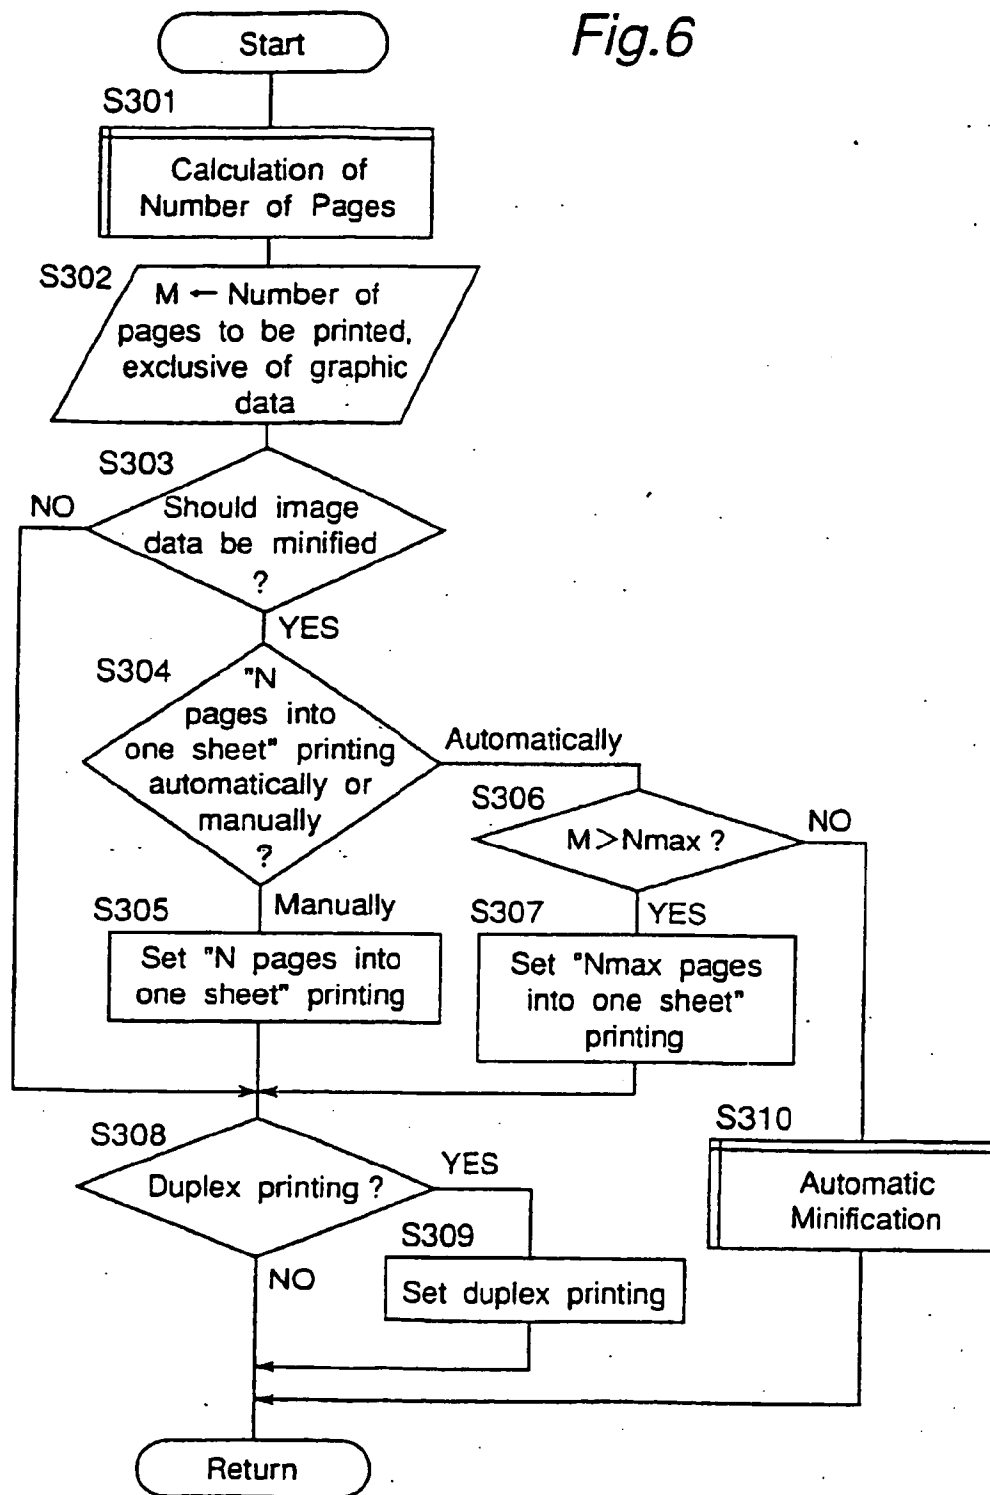 Fig.6
Start
S301
Calculation of
Number of Pages
S302
M ← Number of
pages to be printed,
exclusive of graphic
data
S303
NO
Should image
data be minified
?
YES
S304
"N
pages into
one sheet" printing
automatically or
manually
?
Automatically
S306
M>Nmax ?
NO
S305
Manually
S307
YES
Set "N pages into
one sheet" printing
Set "Nmax pages
into one sheet"
printing
S308
Duplex printing ?
YES
S310
Automatic
Minification
S309
NO
Set duplex printing
Return